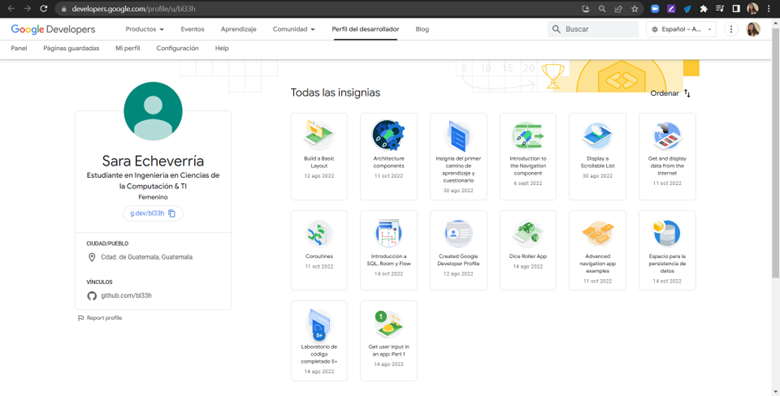 developers.google.com/profile/u/bl33h
Google Developers
Productos
Eventos
Aprendizaje
Comunidad
Perfil del desarrollador
Blog
Buscar
Español – A...
Panel
Páginas guardadas
Mi perfil
Configuración
Help
5 10 15 20
Todas las insignias
Ordenar
Sara Echeverría
Estudiante en Ingeniería en Ciencias de
la Computación & TI
Femenino
g.dev/bl33h
CIUDAD/PUEBLO
Cdad. de Guatemala, Guatemala
VÍNCULOS
github.com/bl33h
Report profile
Build a Basic
Layout
12 ago 2022
Architecture
components
11 oct 2022
Insignia del primer
camino de
aprendizaje y
cuestionario
30 ago 2022
Introduction to
the Navigation
component
6 sept 2022
Display a
Scrollable List
30 ago 2022
Get and display
data from the
Internet
11 oct 2022
Coroutines
11 oct 2022
Introducción a
SQL, Room y Flow
14 oct 2022
Created Google
Developer Profile
12 ago 2022
Dice Roller App
14 ago 2022
Advanced
navigation app
examples
11 oct 2022
Espacio para la
persistencia de
datos
14 oct 2022
5+
Laboratorio de
código
completado 5+
14 ago 2022
1
Get user input in
an app: Part 1
14 ago 2022